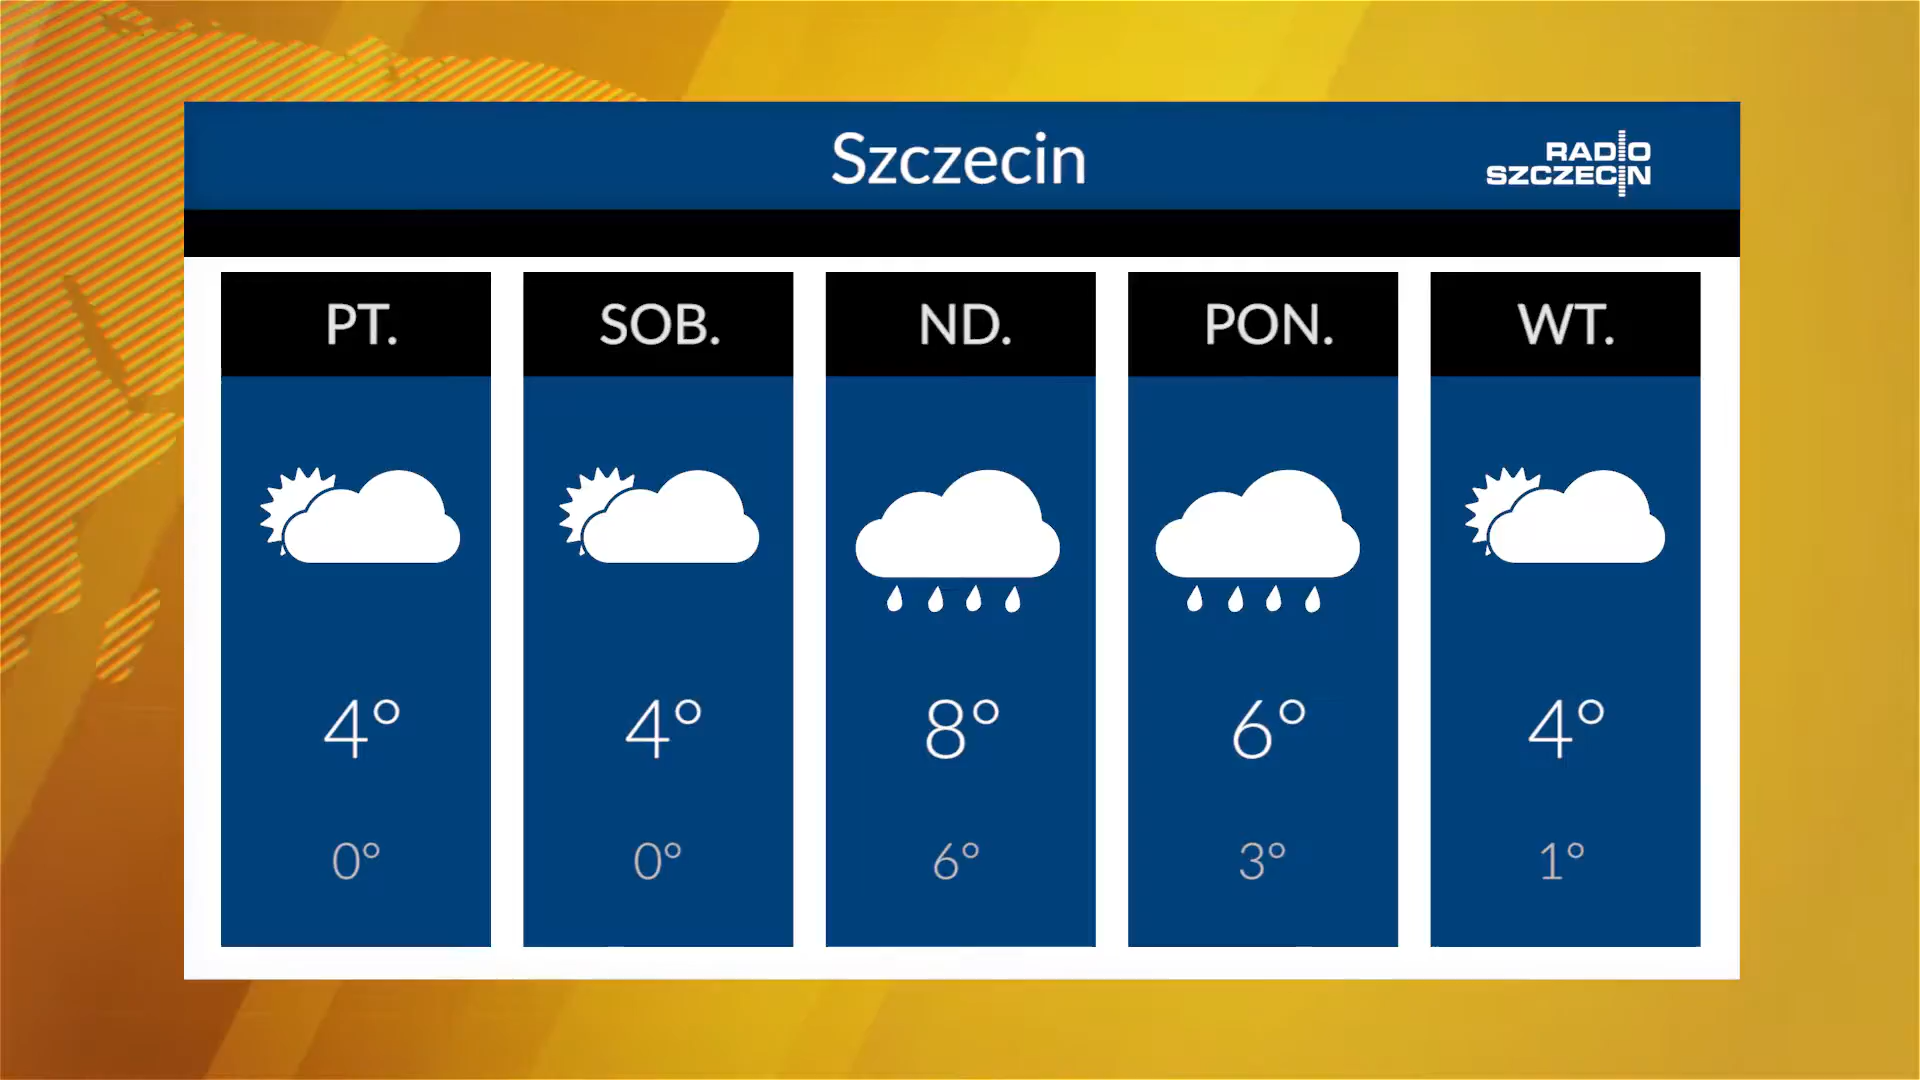 Szczecin
RADIO
SZCZECIN
PT. SOB. ND. PON. WT.
4° 4° 8° 6° 4°
0° 0° 6° 3° 1°